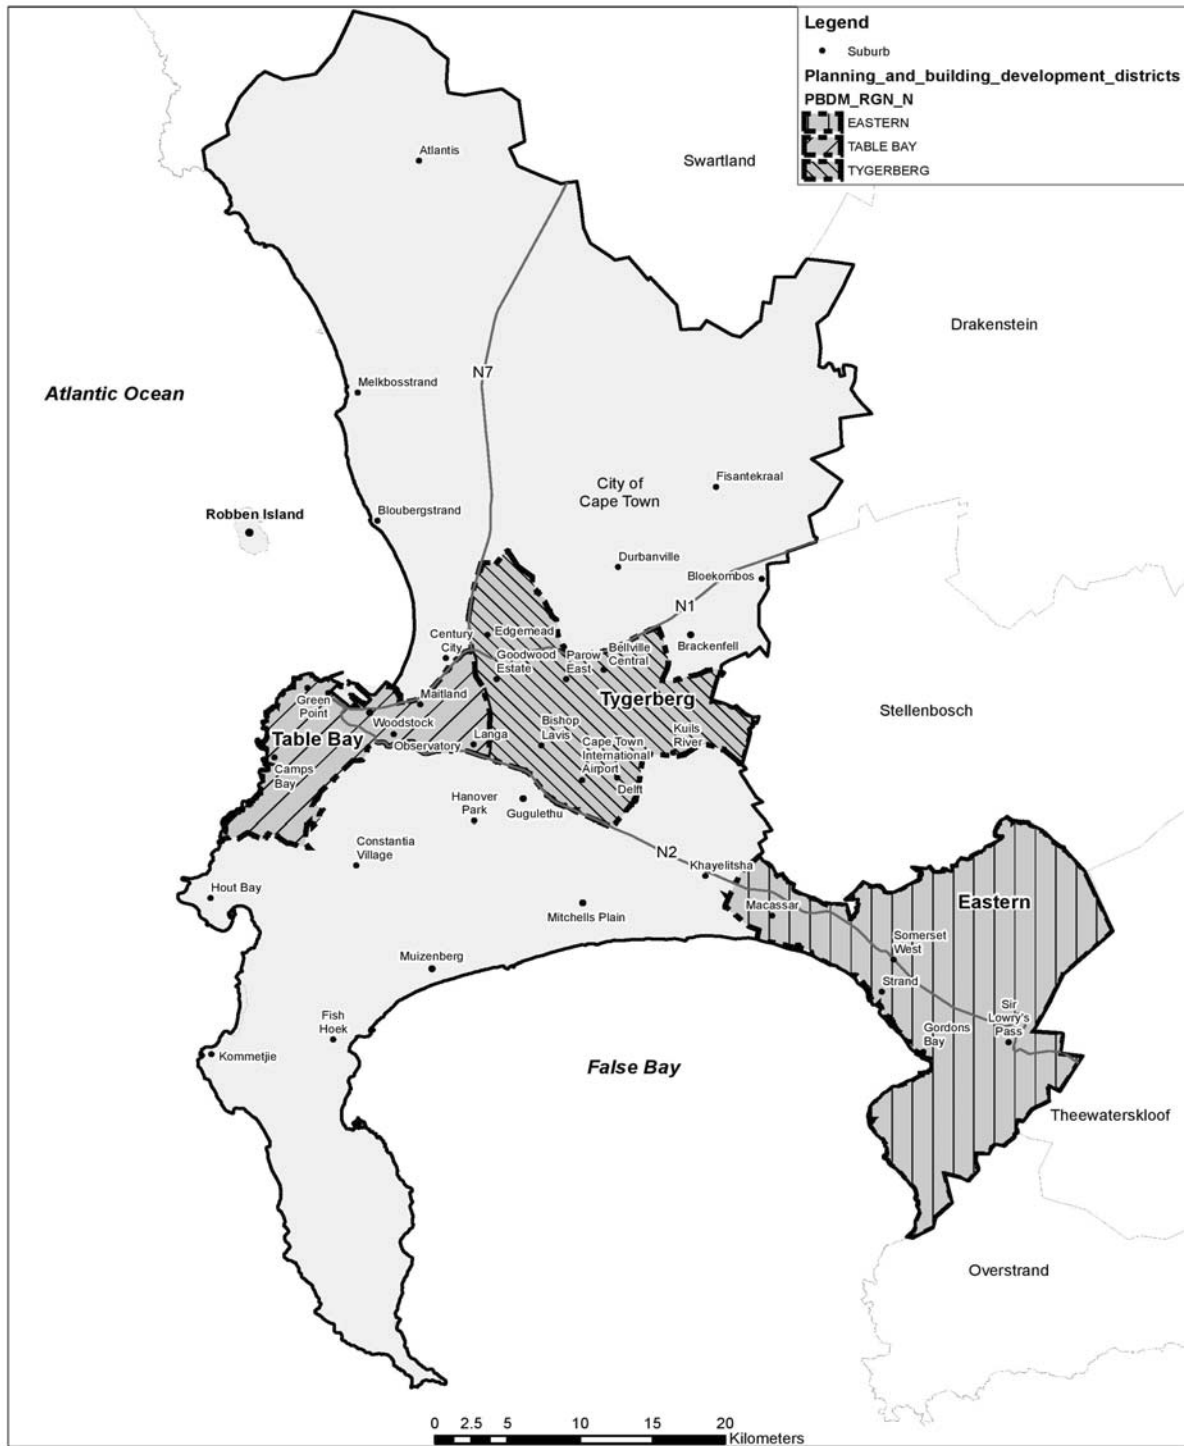 Legend
Suburb
Planning_and_building_development_districts
PBDM_RGN_N
EASTERN
TABLE BAY
TYGERBERG
Atlantis
Swartland
Drakenstein
N7
Melkbosstrand
Atlantic Ocean
Fisantekraal
City of
Cape Town
Robben Island
Bloubergstrand
Durbanville
Bloekombos
N1
Century
City
Edgemead
Goodwood
Estate
Parow
East
Bellville
Central
Brackenfell
Tygerberg
Maitland
Green
Point
Woodstock
Table Bay
Observatory
Langa
Bishop
Lavis
Cape Town
International
Airport
Kuils
River
Delft
Stellenbosch
Camps
Bay
Hanover
Park
Gugulethu
Constantia
Village
N2
Khayelitsha
Hout Bay
Mitchells Plain
Macassar
Eastern
Somerset
West
Muizenberg
Strand
Sir
Lowry's
Pass
Fish
Hoek
Gordons
Bay
Kommetjie
False Bay
Theewaterskloof
Overstrand
0 2.5 5 10 15 20
Kilometers